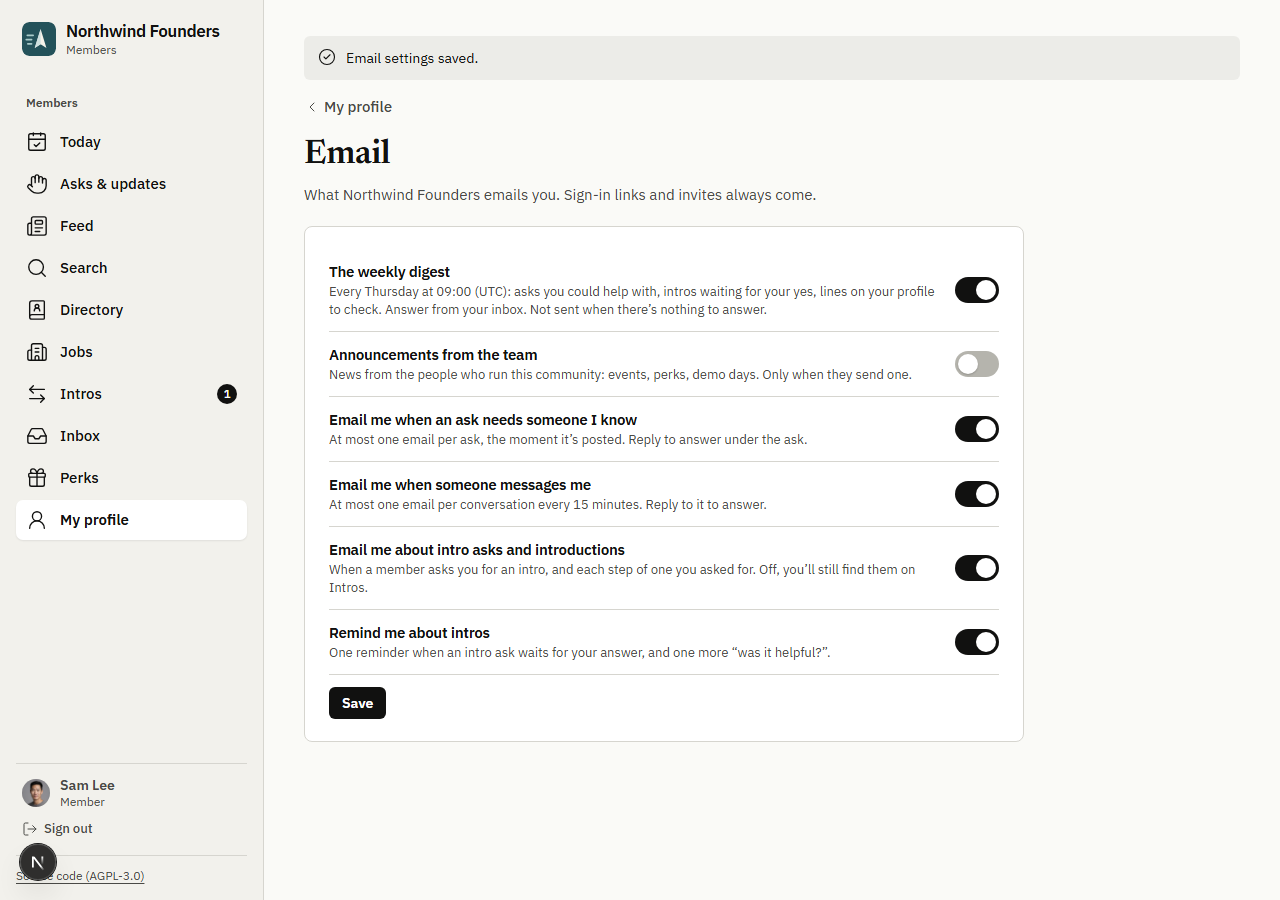 Northwind Founders
Members
Members
Today
Asks & updates
Feed
Search
Directory
Jobs
Intros 1
Inbox
Perks
My profile
Sam Lee
Member
Sign out
N
code (AGPL-3.0)
Email settings saved.
My profile
Email
What Northwind Founders emails you. Sign-in links and invites always come.
The weekly digest
Every Thursday at 09:00 (UTC): asks you could help with, intros waiting for your yes, lines on your profile
to check. Answer from your inbox. Not sent when there’s nothing to answer.
Announcements from the team
News from the people who run this community: events, perks, demo days. Only when they send one.
Email me when an ask needs someone I know
At most one email per ask, the moment it’s posted. Reply to answer under the ask.
Email me when someone messages me
At most one email per conversation every 15 minutes. Reply to it to answer.
Email me about intro asks and introductions
When a member asks you for an intro, and each step of one you asked for. Off, you’ll still find them on
Intros.
Remind me about intros
One reminder when an intro ask waits for your answer, and one more “was it helpful?”.
Save